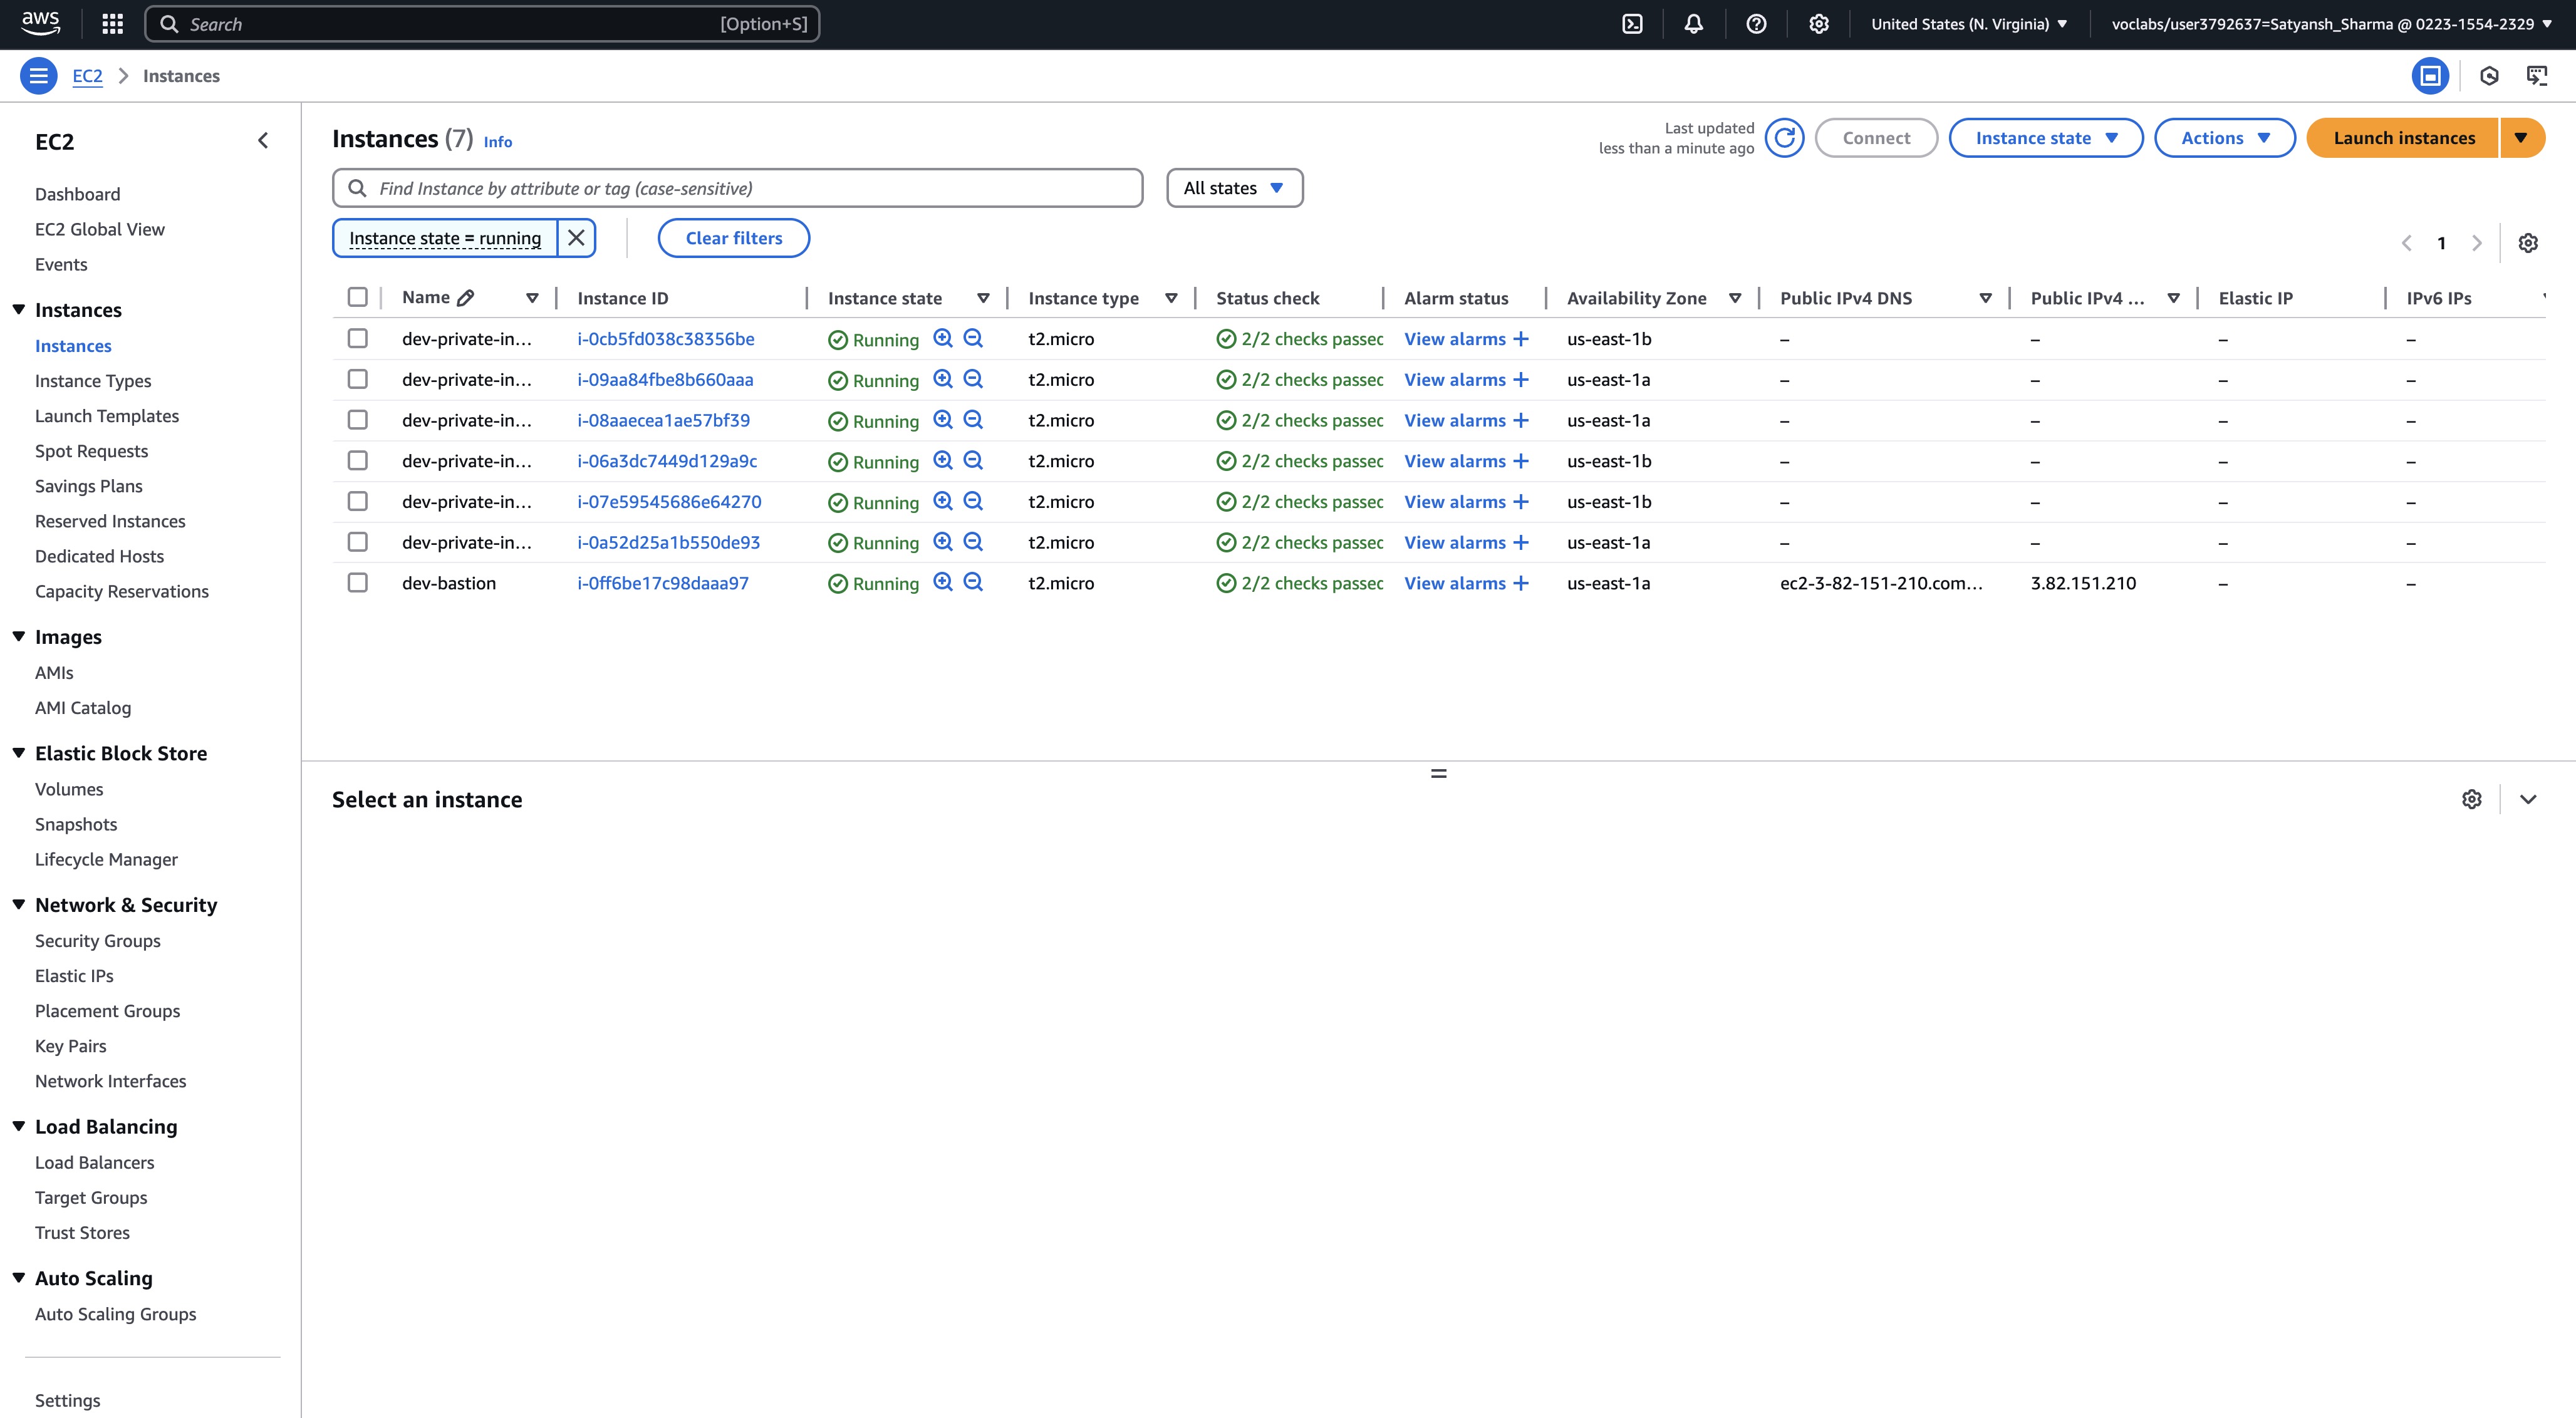 aws
Search [Option+S]
United States (N. Virginia)
voclabs/user3792637=Satyansh_Sharma @ 0223-1554-2329
EC2 Instances
EC2
Dashboard
EC2 Global View
Events
Instances
Instances
Instance Types
Launch Templates
Spot Requests
Savings Plans
Reserved Instances
Dedicated Hosts
Capacity Reservations
Images
AMIs
AMI Catalog
Elastic Block Store
Volumes
Snapshots
Lifecycle Manager
Network & Security
Security Groups
Elastic IPs
Placement Groups
Key Pairs
Network Interfaces
Load Balancing
Load Balancers
Target Groups
Trust Stores
Auto Scaling
Auto Scaling Groups
Settings
Instances (7) Info
Last updated
less than a minute ago
Connect
Instance state
Actions
Launch instances
Find Instance by attribute or tag (case-sensitive)
All states
Instance state = running
Clear filters
1
Name Instance ID Instance state Instance type Status check Alarm status Availability Zone Public IPv4 DNS Public IPv4 ... Elastic IP IPv6 IPs
dev-private-in... i-0cb5fd038c38356be Running t2.micro 2/2 checks passec View alarms + us-east-1b – – – –
dev-private-in... i-09aa84fbe8b660aaa Running t2.micro 2/2 checks passec View alarms + us-east-1a – – – –
dev-private-in... i-08aaecea1ae57bf39 Running t2.micro 2/2 checks passec View alarms + us-east-1a – – – –
dev-private-in... i-06a3dc7449d129a9c Running t2.micro 2/2 checks passec View alarms + us-east-1b – – – –
dev-private-in... i-07e59545686e64270 Running t2.micro 2/2 checks passec View alarms + us-east-1b – – – –
dev-private-in... i-0a52d25a1b550de93 Running t2.micro 2/2 checks passec View alarms + us-east-1a – – – –
dev-bastion i-0ff6be17c98daaa97 Running t2.micro 2/2 checks passec View alarms + us-east-1a ec2-3-82-151-210.com... 3.82.151.210 – –
Select an instance